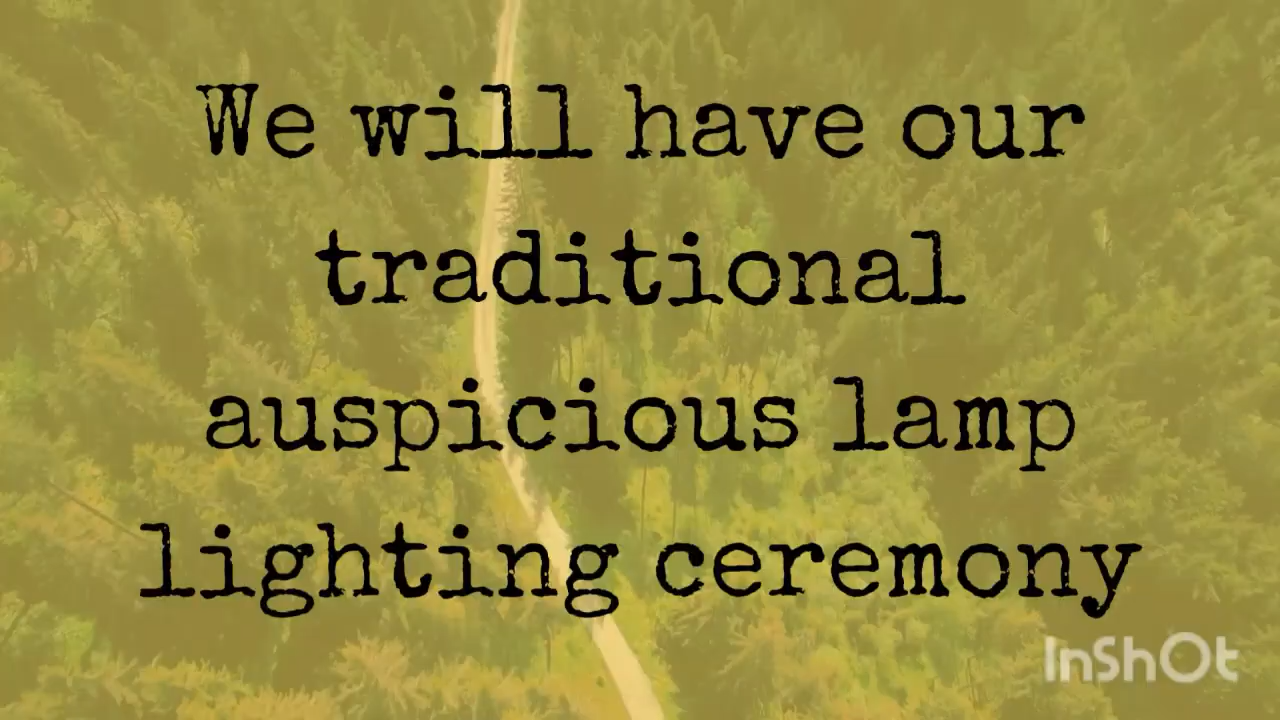 We will have our
traditional
auspicious lamp
lighting ceremony
InShOt